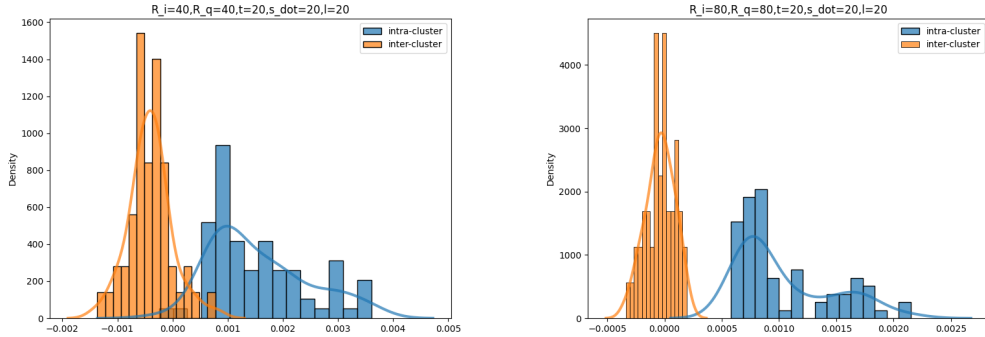 R_i=40,R_q=40,t=20,s_dot=20,l=20
intra-cluster
inter-cluster
Density
1600
1400
1200
1000
800
600
400
200
0
−0.002 −0.001 0.000 0.001 0.002 0.003 0.004 0.005
R_i=80,R_q=80,t=20,s_dot=20,l=20
intra-cluster
inter-cluster
Density
4000
3000
2000
1000
0
−0.0005 0.0000 0.0005 0.0010 0.0015 0.0020 0.0025